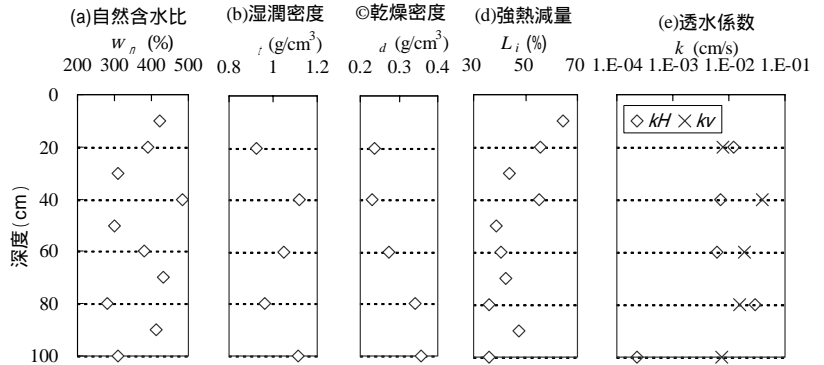 (a)自然含水比
w n (%)
200 300 400 500
(b)湿潤密度
t (g/cm3)
0.8 1 1.2
©乾燥密度
d (g/cm3)
0.2 0.3 0.4
(d)強熱減量
L i (%)
30 50 70
(e)透水係数
k (cm/s)
1.E-04 1.E-03 1.E-02 1.E-01
深度(cm)
0
20
40
60
80
100
kH kv